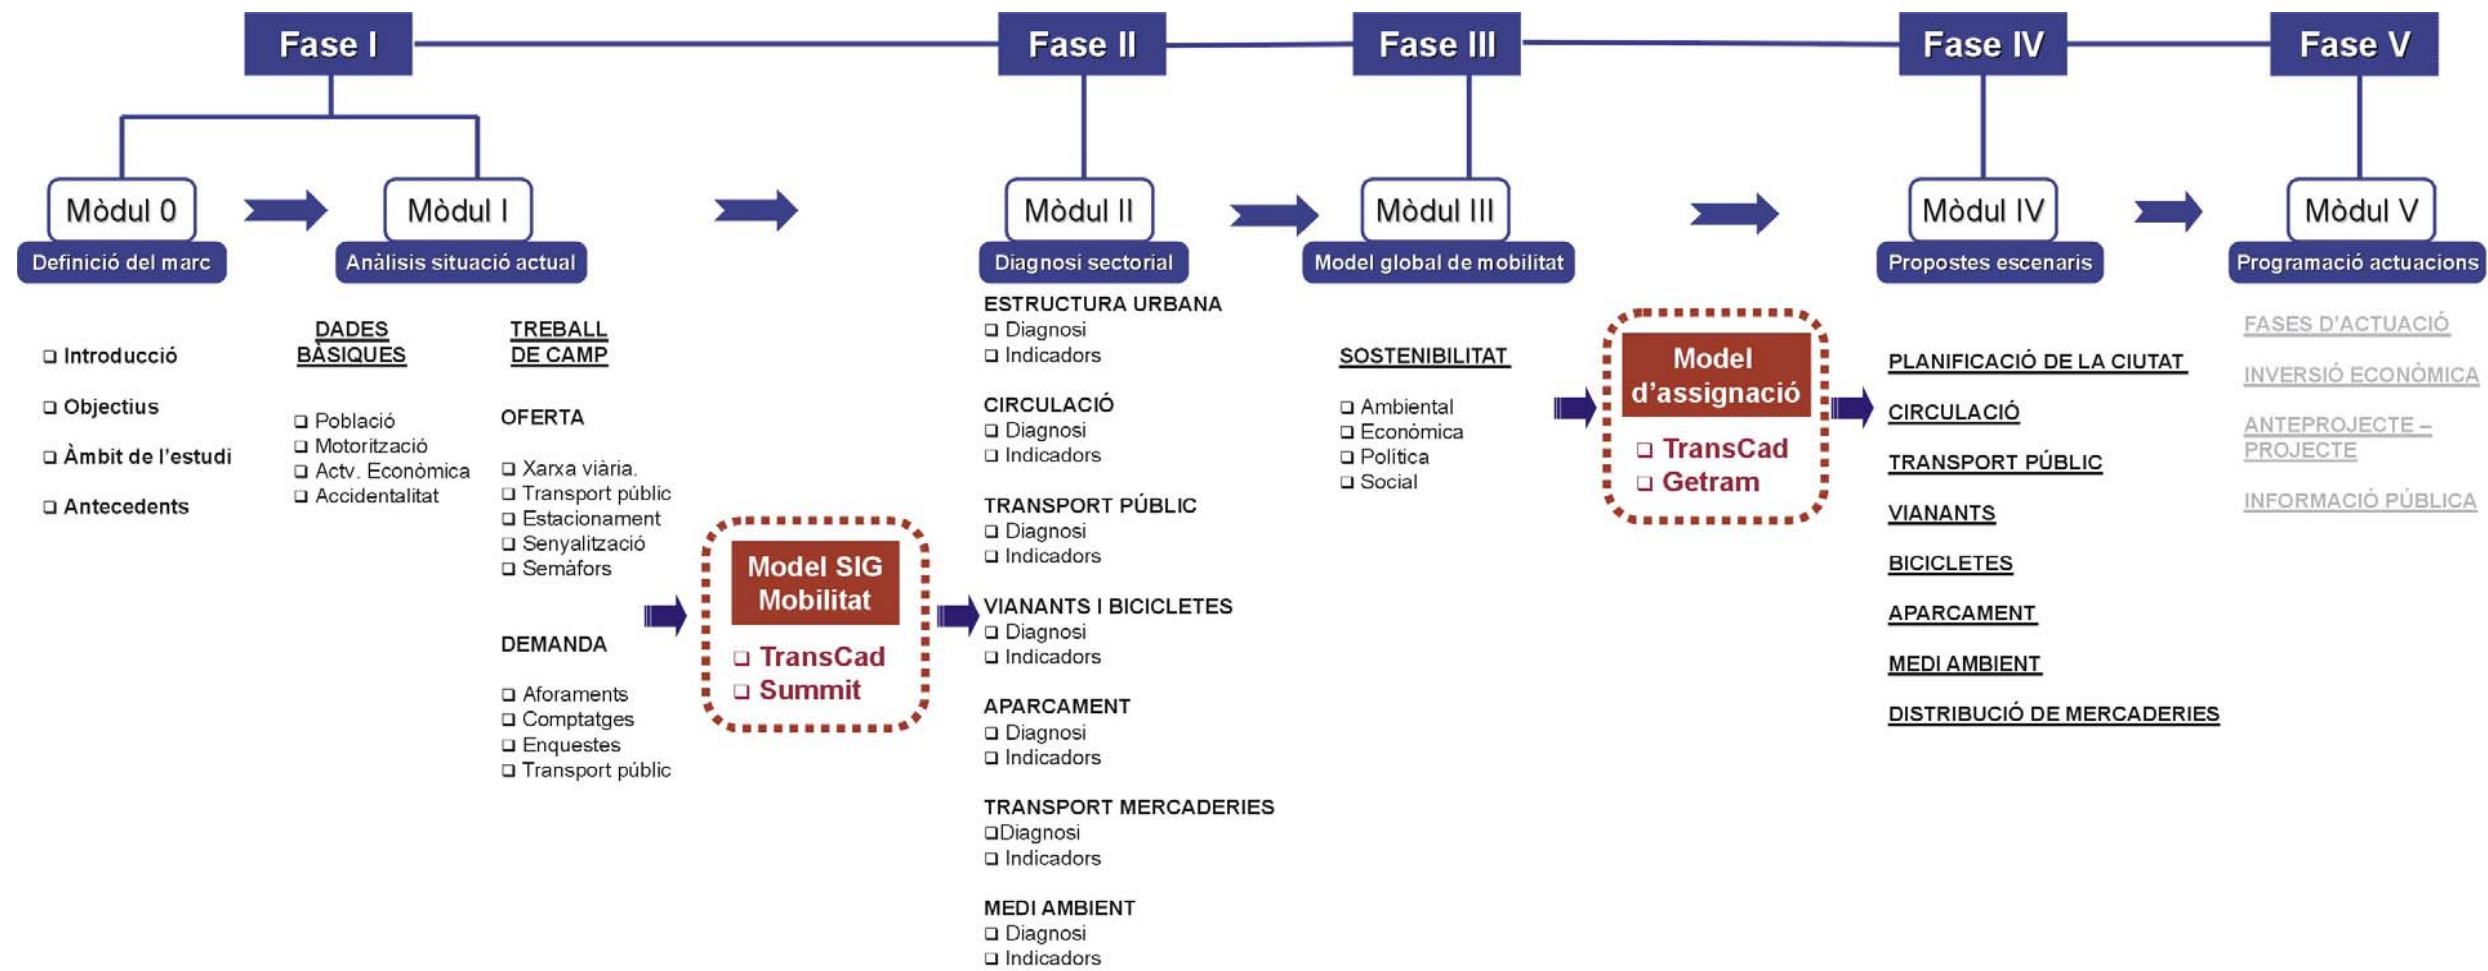 Fase I
Fase II
Fase III
Fase IV
Fase V
Mòdul 0
Mòdul I
Mòdul II
Mòdul III
Mòdul IV
Mòdul V
Definició del marc
Anàlisis situació actual
Diagnosi sectorial
Model global de mobilitat
Propostes escenaris
Programació actuacions
Introducció
Objectius
Àmbit de l'estudi
Antecedents
DADES
BÀSIQUES
Població
Motorització
Actv. Econòmica
Accidentalitat
TREBALL
DE CAMP
OFERTA
Xarxa viària.
Transport públic
Estacionament
Senyalització
Semàfors
DEMANDA
Aforaments
Comptatges
Enquestes
Transport públic
Model SIG
Mobilitat
TransCad
Summit
ESTRUCTURA URBANA
Diagnosi
Indicadors
CIRCULACIÓ
Diagnosi
Indicadors
TRANSPORT PÚBLIC
Diagnosi
Indicadors
VIANANTS I BICICLETES
Diagnosi
Indicadors
APARCAMENT
Diagnosi
Indicadors
TRANSPORT MERCADERIES
Diagnosi
Indicadors
MEDI AMBIENT
Diagnosi
Indicadors
SOSTENIBILITAT
Ambiental
Econòmica
Política
Social
Model
d'assignació
TransCad
Getram
PLANIFICACIÓ DE LA CIUTAT
CIRCULACIÓ
TRANSPORT PÚBLIC
VIANANTS
BICICLETES
APARCAMENT
MEDI AMBIENT
DISTRIBUCIÓ DE MERCADERIES
FASES D'ACTUACIÓ
INVERSIÓ ECONÒMICA
ANTEPROJECTE –
PROJECTE
INFORMACIÓ PÚBLICA